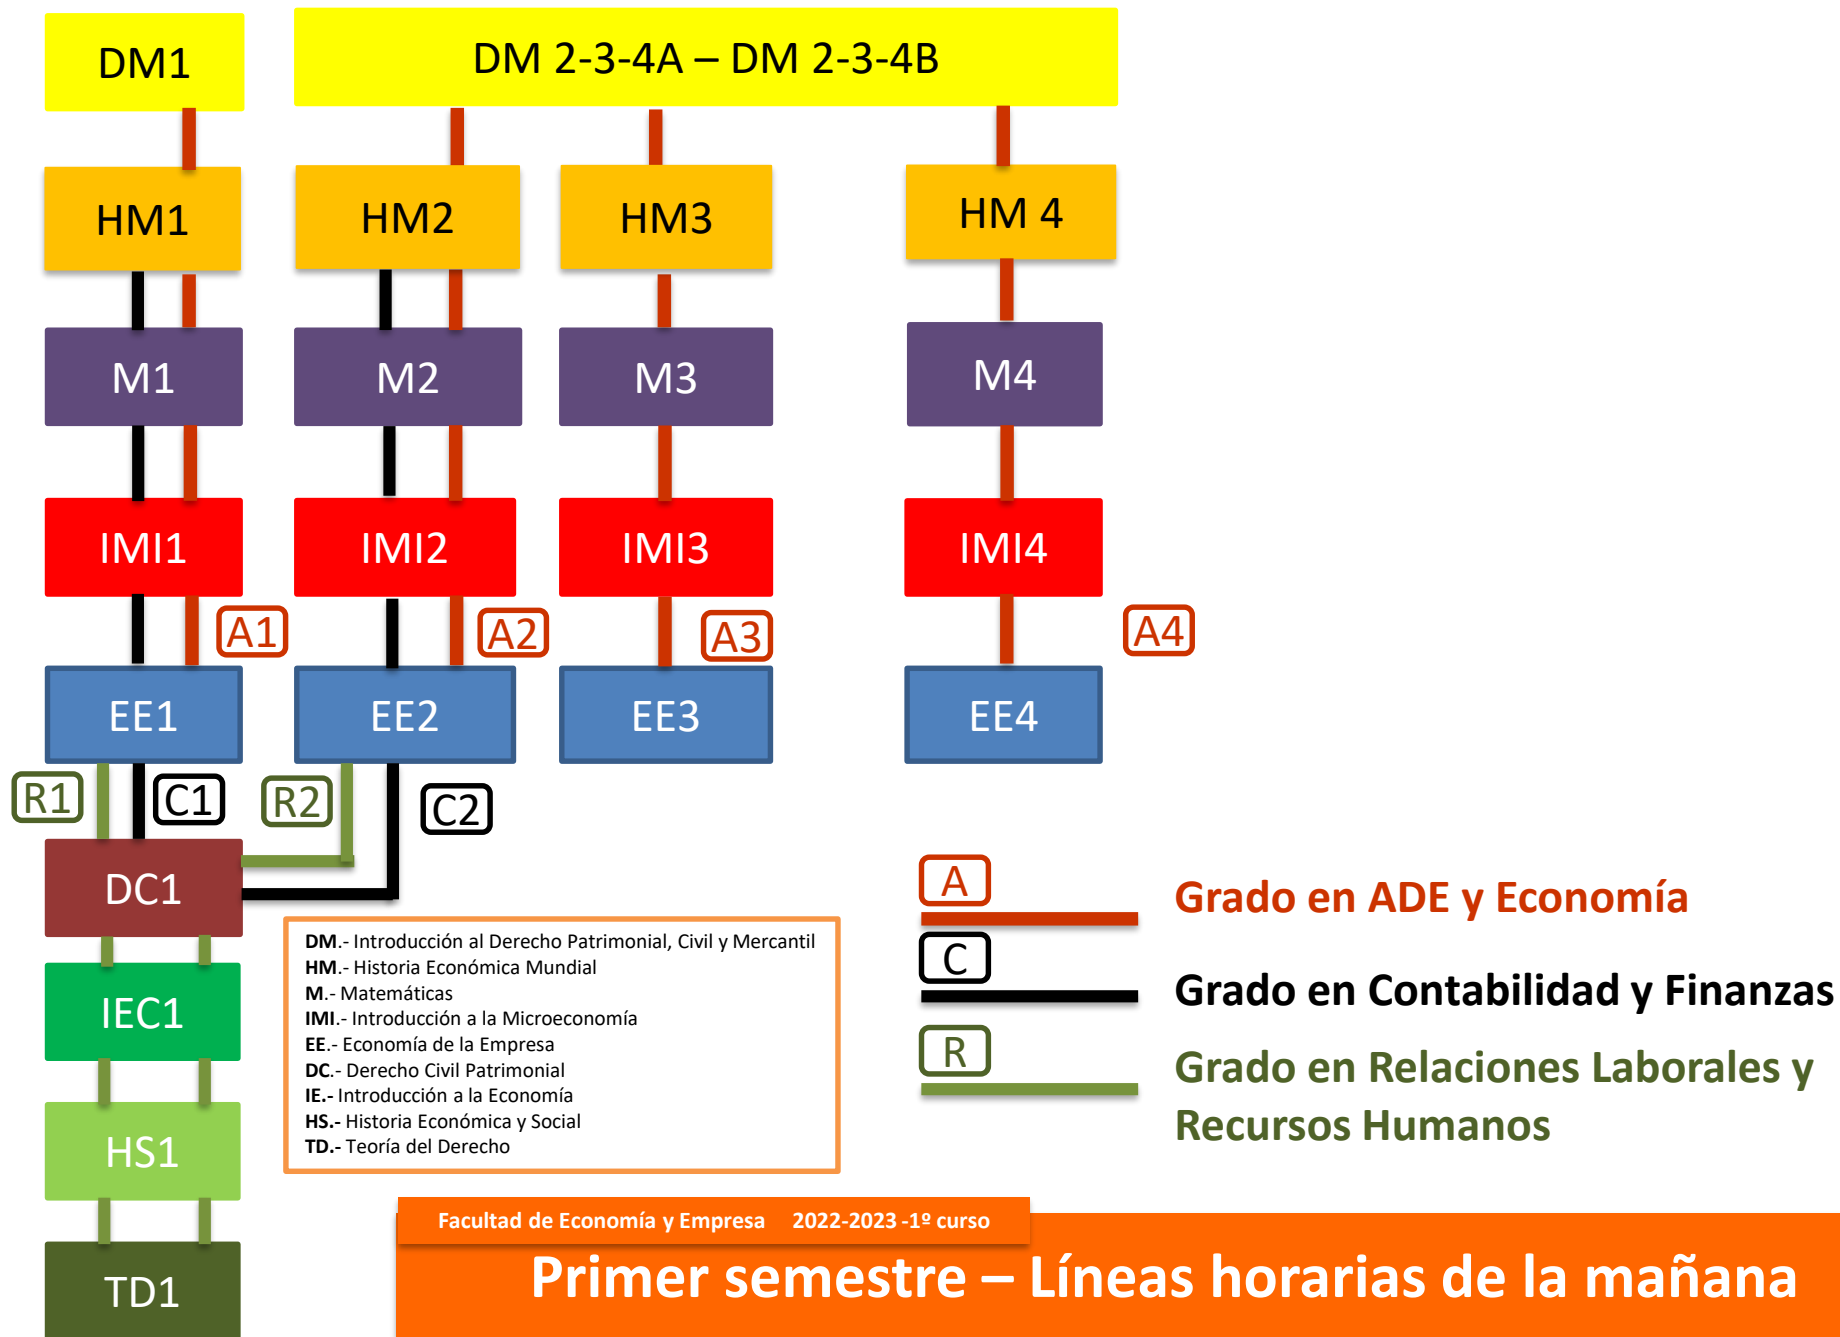 DM1
DM 2-3-4A – DM 2-3-4B
HM1
HM2
HM3
HM 4
M1
M2
M3
M4
IMI1
IMI2
IMI3
IMI4
A1
A2
A3
A4
EE1
EE2
EE3
EE4
R1
C1
R2
C2
DC1
IEC1
HS1
TD1
DM.- Introducción al Derecho Patrimonial, Civil y Mercantil
HM.- Historia Económica Mundial
M.- Matemáticas
IMI.- Introducción a la Microeconomía
EE.- Economía de la Empresa
DC.- Derecho Civil Patrimonial
IE.- Introducción a la Economía
HS.- Historia Económica y Social
TD.- Teoría del Derecho
A
Grado en ADE y Economía
C
Grado en Contabilidad y Finanzas
R
Grado en Relaciones Laborales y
Recursos Humanos
Facultad de Economía y Empresa 2022-2023 -1º curso
Primer semestre – Líneas horarias de la mañana